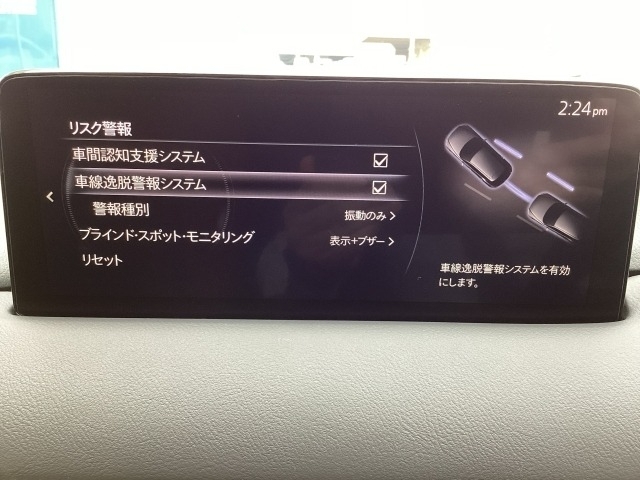 2:24pm
リスク警報
車間認知支援システム
車線逸脱警報システム
警報種別 振動のみ
ブラインド・スポット・モニタリング 表示+ブザー
リセット
車線逸脱警報システムを有効
にします。